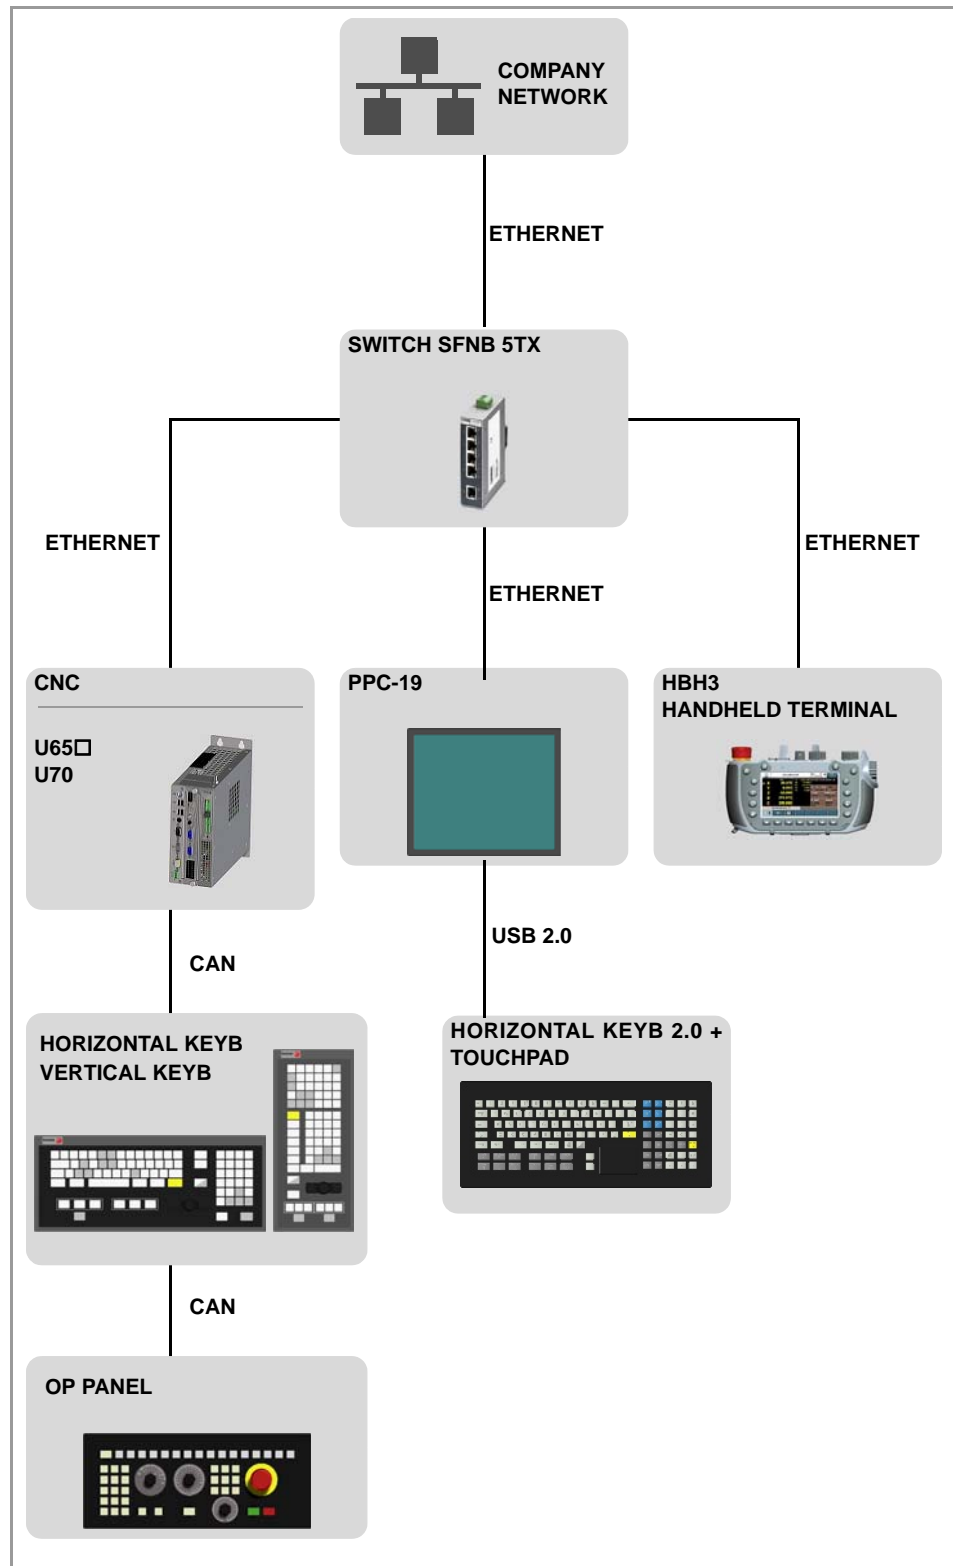 COMPANY
NETWORK
ETHERNET
SWITCH SFNB 5TX
ETHERNET
ETHERNET
ETHERNET
CNC
U65□
U70
PPC-19
HBH3
HANDHELD TERMINAL
CAN
USB 2.0
HORIZONTAL KEYB
VERTICAL KEYB
HORIZONTAL KEYB 2.0 +
TOUCHPAD
CAN
OP PANEL